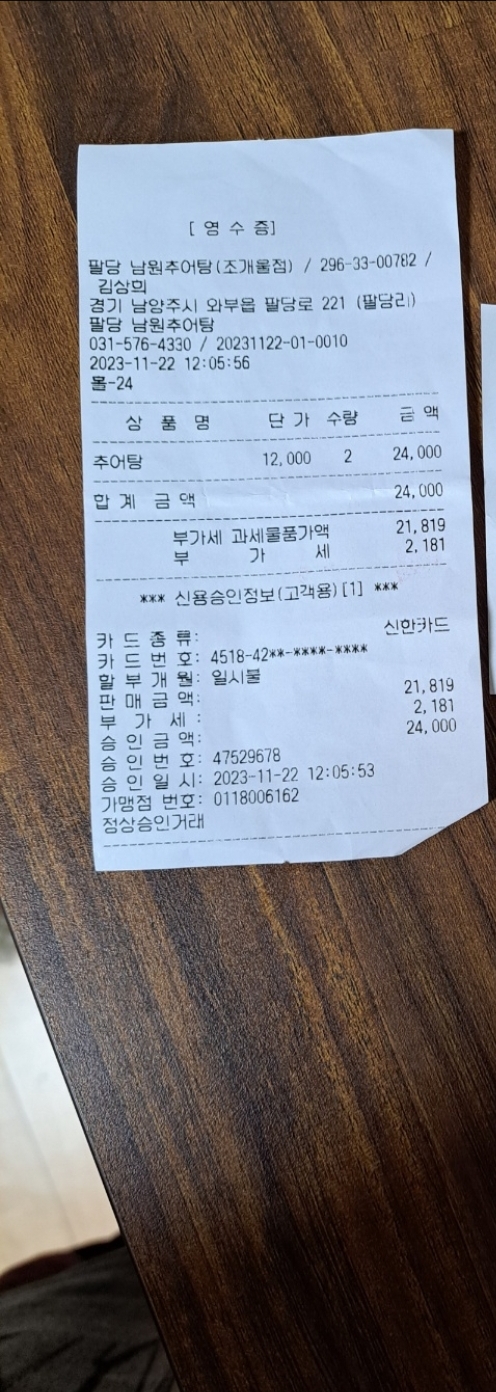 [ 영 수 증]
팔당 남원추어탕(조개울점) / 296-33-00782 /
김상희
경기 남양주시 와부읍 팔당로 221 (팔당리)
팔당 남원추어탕
031-576-4330 / 20231122-01-0010
2023-11-22 12:05:56
홀-24
상 품 명 단 가 수량 금 액
추어탕 12,000 2 24,000
합 계 금 액 24,000
부가세 과세물품가액 21,819
부 가 세 2,181
*** 신용승인정보(고객용)[1] ***
카 드 종 류: 신한카드
카 드 번 호: 4518-42**-****-****
할 부 개 월: 일시불
판 매 금 액: 21,819
부 가 세 : 2,181
승 인 금 액: 24,000
승 인 번 호: 47529678
승 인 일 시: 2023-11-22 12:05:53
가맹점 번호: 0118006162
정상승인거래